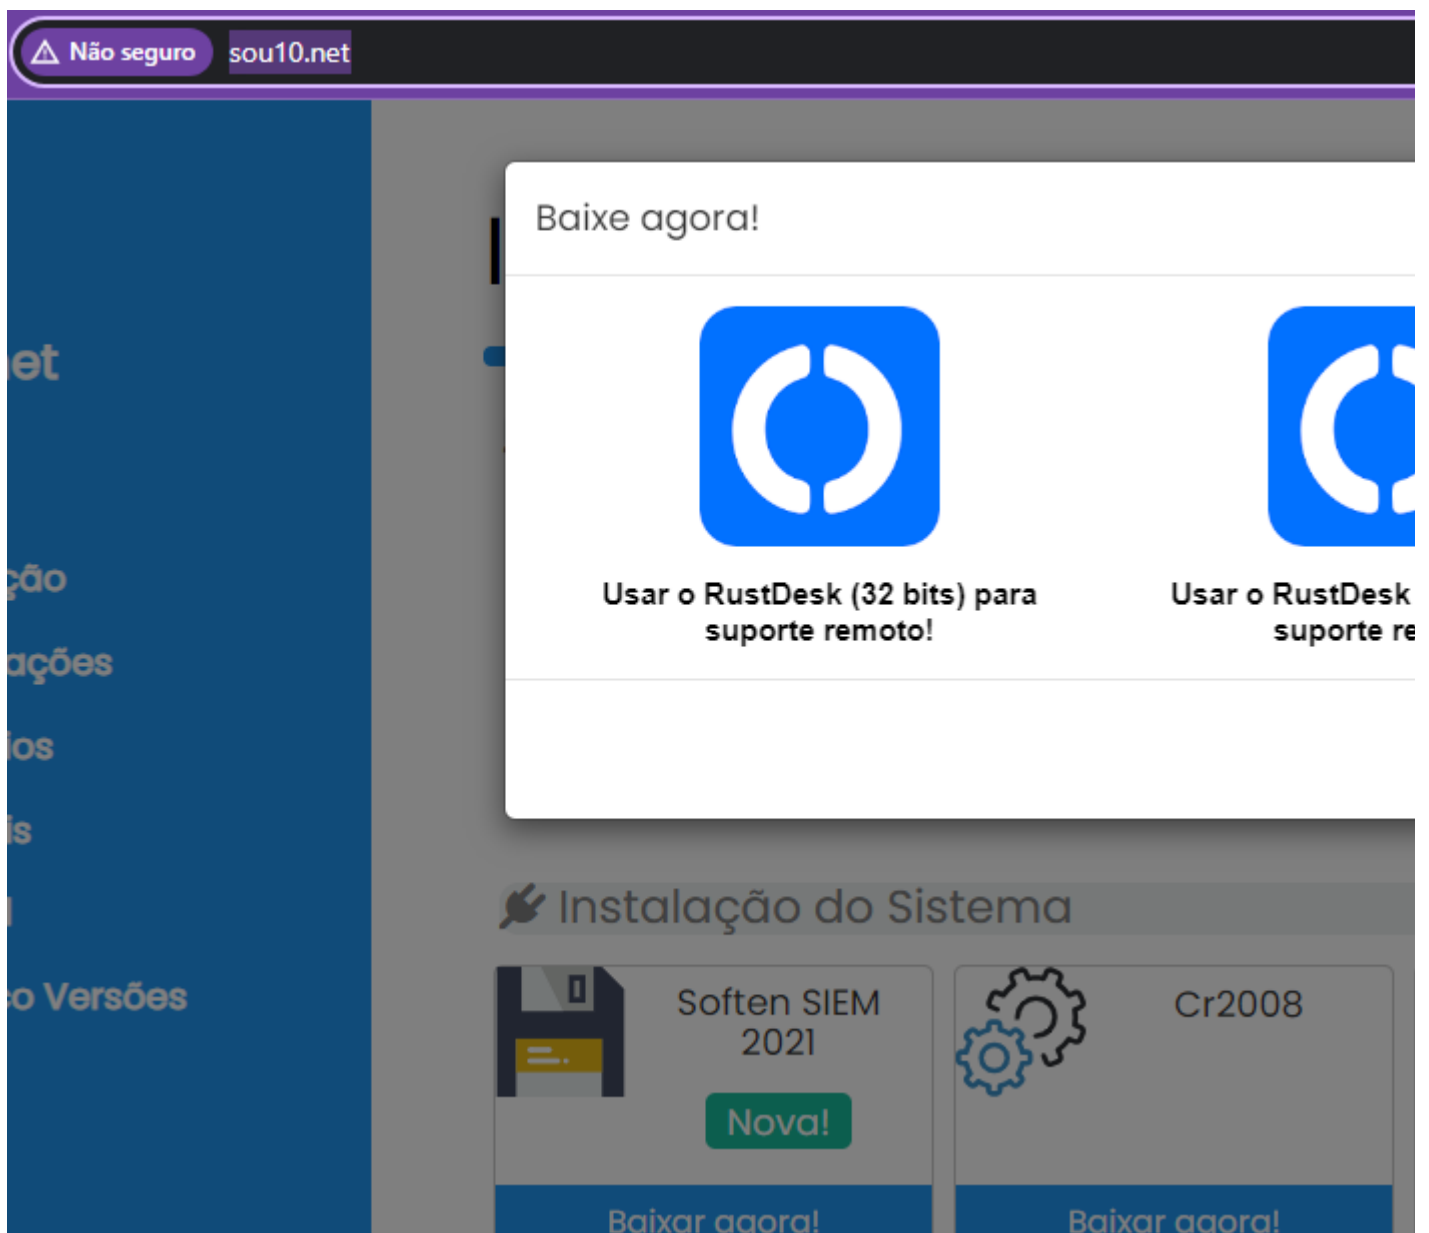 Não seguro sou10.net
Baixe agora!
et
Usar o RustDesk (32 bits) para
suporte remoto!
Usar o RustDesk
suporte re
ção
ações
ios
is
o Versões
Instalação do Sistema
Soften SIEM
2021
Nova!
Baixar agora!
Cr2008
Baixar agora!